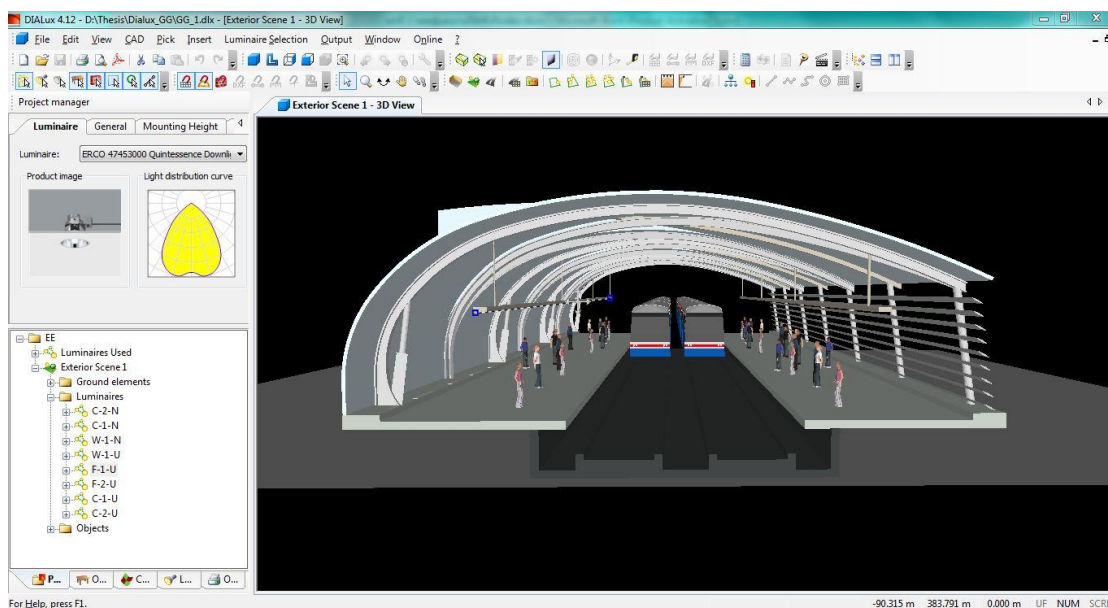 DIALux 4.12 - D:\Thesis\Dialux_GG\GG_1.dlx - [Exterior Scene 1 - 3D View]
File Edit View CAD Pick Insert Luminaire Selection Output Window Online ?
Project manager
Exterior Scene 1 - 3D View
Luminaire General Mounting Height
Luminaire: ERCO 47453000 Quintessence Downli
Product image Light distribution curve
EE
Luminaires Used
Exterior Scene 1
Ground elements
Luminaires
C-2-N
C-1-N
W-1-N
W-1-U
F-1-U
F-2-U
C-1-U
C-2-U
Objects
P... O... C... L... O...
For Help, press F1. -90.315 m 383.791 m 0.000 m UF NUM SCR